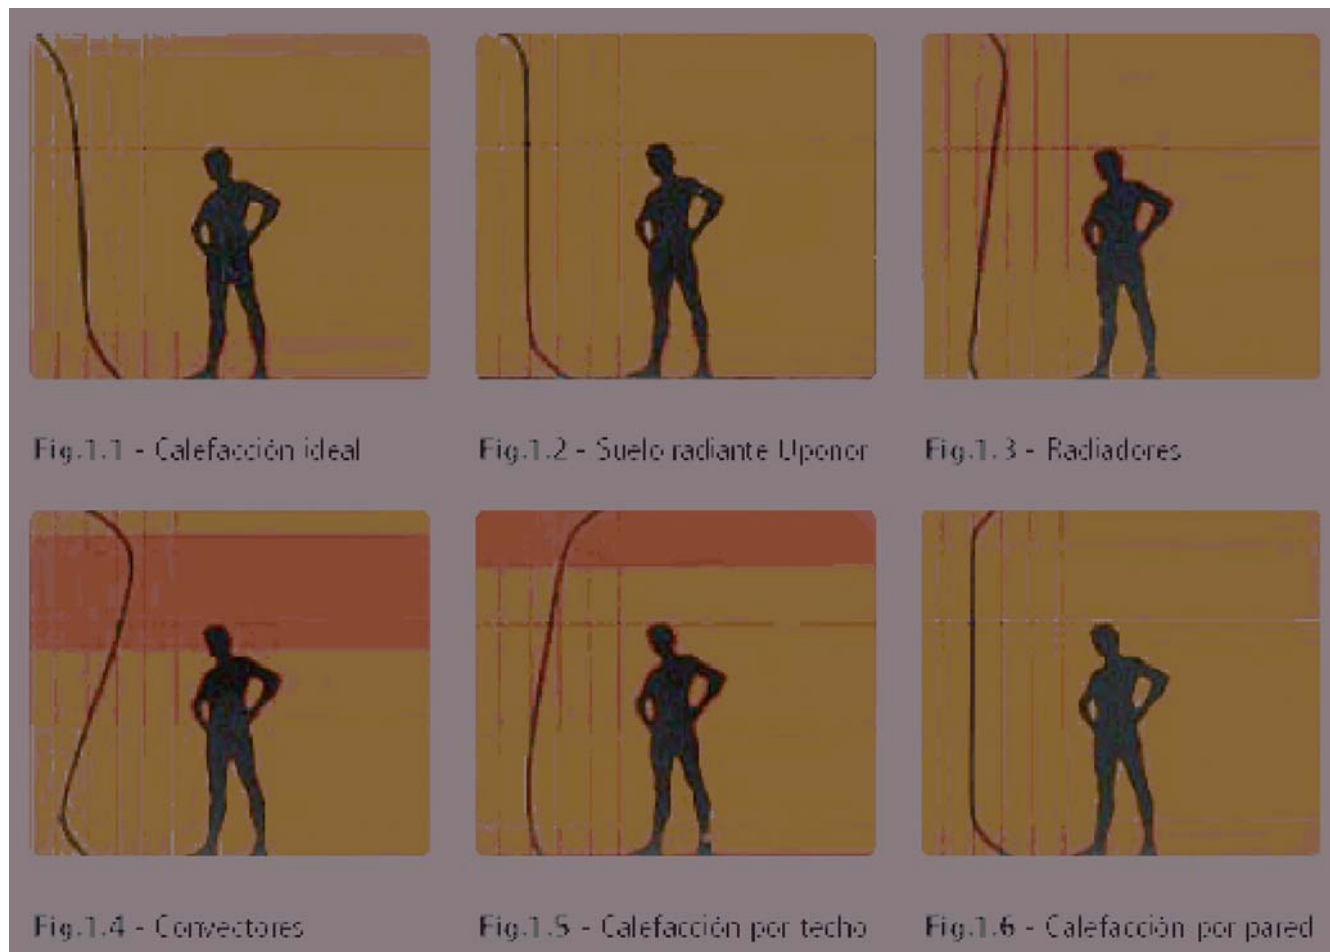 Fig.1.1 - Calefacción ideal
Fig.1.2 - Suelo radiante Uponor
Fig.1.3 - Radiadores
Fig.1.4 - Convectores
Fig.1.5 - Calefacción por techo
Fig.1.6 - Calefacción por pared